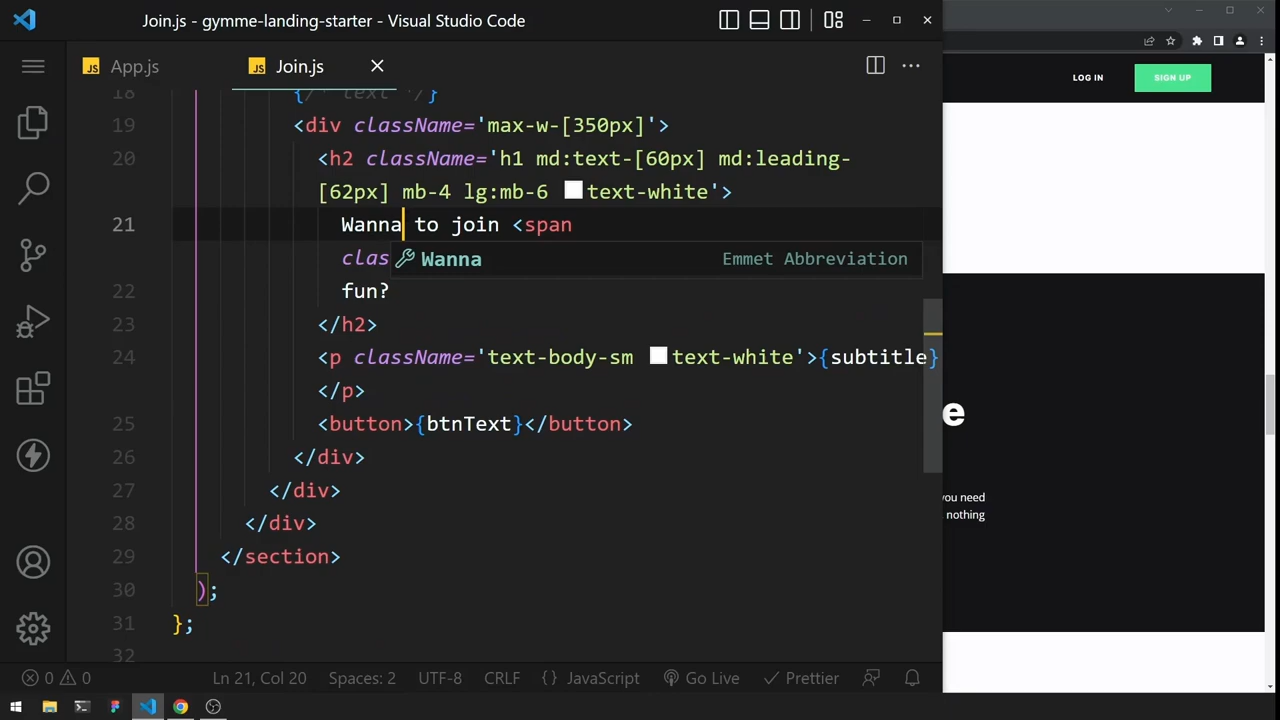 Join.js - gymme-landing-starter - Visual Studio Code
App.js
Join.js
LOG IN
SIGN UP
18 {/* text */}
19 <div className='max-w-[350px]'>
20 <h2 className='h1 md:text-[60px] md:leading-
[62px] mb-4 lg:mb-6 text-white'>
21 Wanna to join <span
clas
Wanna Emmet Abbreviation
22 fun?
23 </h2>
24 <p className='text-body-sm text-white'>{subtitle}
</p>
25 <button>{btnText}</button>
26 </div>
27 </div>
28 </div>
29 </section>
30 );
31 };
32
e
you need
nothing
0 0 Ln 21, Col 20 Spaces: 2 UTF-8 CRLF {} JavaScript Go Live Prettier